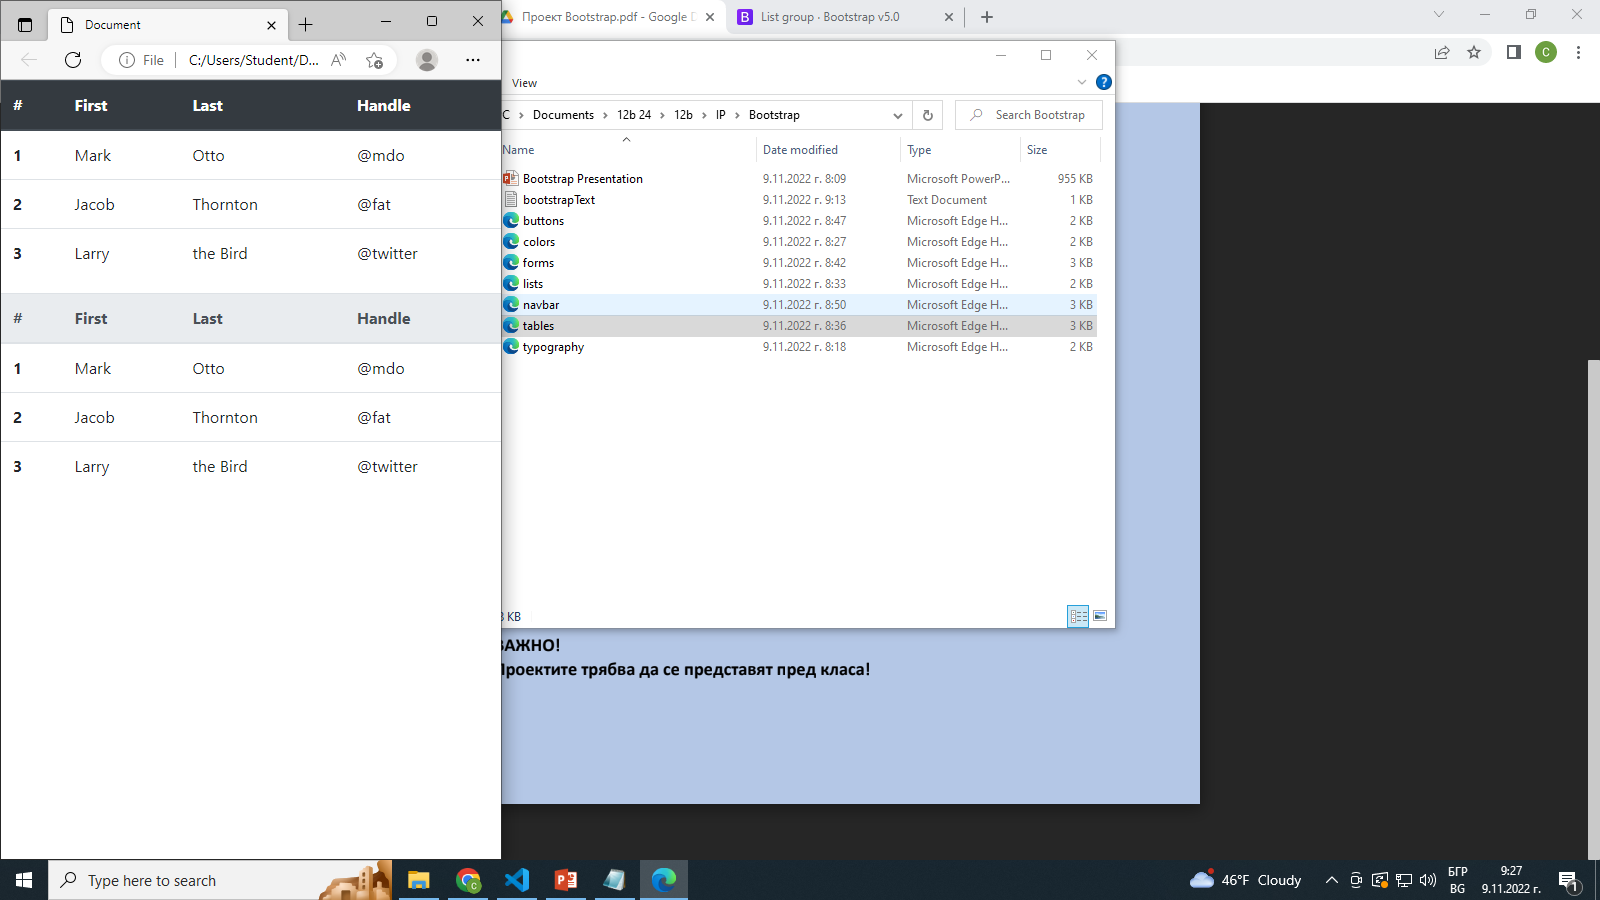 Document
File
C:/Users/Student/D...
# First Last Handle
1 Mark Otto @mdo
2 Jacob Thornton @fat
3 Larry the Bird @twitter
# First Last Handle
1 Mark Otto @mdo
2 Jacob Thornton @fat
3 Larry the Bird @twitter
Проект Bootstrap.pdf - Google
List group · Bootstrap v5.0
C
View
Documents 12b 24 12b IP Bootstrap
Search Bootstrap
Name Date modified Type Size
Bootstrap Presentation 9.11.2022 г. 8:09 Microsoft PowerP... 955 KB
bootstrapText 9.11.2022 г. 9:13 Text Document 1 KB
buttons 9.11.2022 г. 8:47 Microsoft Edge H... 2 KB
colors 9.11.2022 г. 8:27 Microsoft Edge H... 2 KB
forms 9.11.2022 г. 8:42 Microsoft Edge H... 3 KB
lists 9.11.2022 г. 8:33 Microsoft Edge H... 2 KB
navbar 9.11.2022 г. 8:50 Microsoft Edge H... 3 KB
tables 9.11.2022 г. 8:36 Microsoft Edge H... 3 KB
typography 9.11.2022 г. 8:18 Microsoft Edge H... 2 KB
KB
ВАЖНО!
Проектите трябва да се представят пред класа!
Type here to search
46°F Cloudy
БГР
BG
9:27
9.11.2022 г.
1